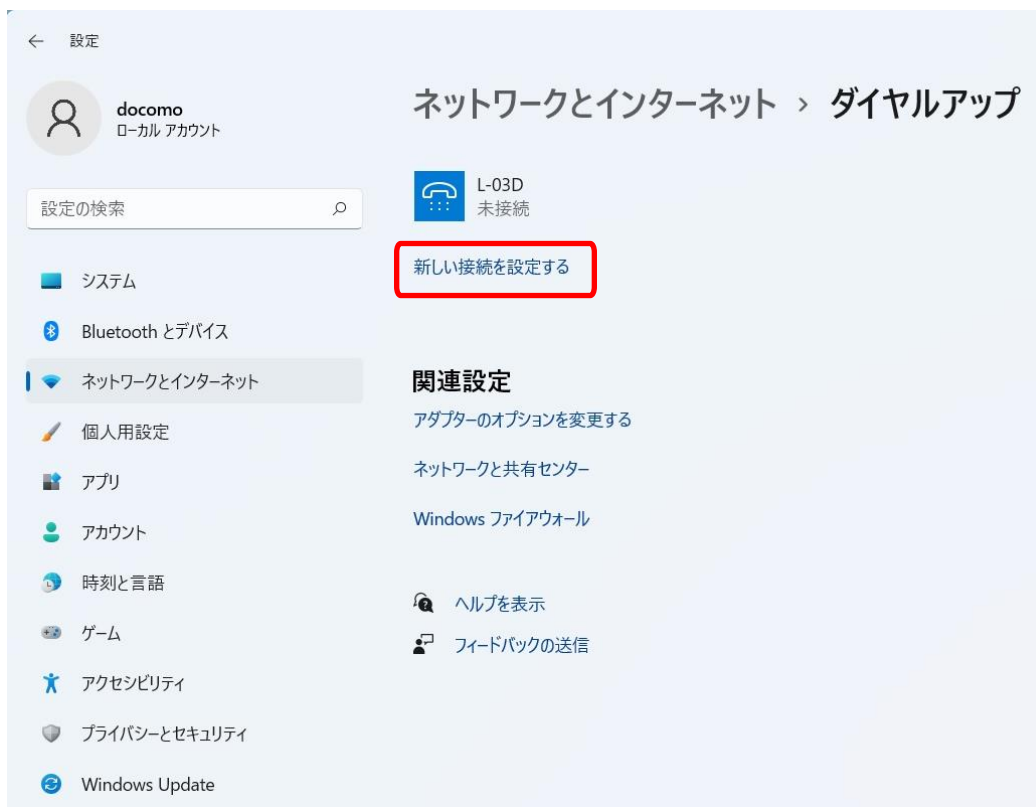 ← 設定
docomo
ローカル アカウント
設定の検索
システム
Bluetooth とデバイス
ネットワークとインターネット
個人用設定
アプリ
アカウント
時刻と言語
ゲーム
アクセシビリティ
プライバシーとセキュリティ
Windows Update
ネットワークとインターネット › ダイヤルアップ
L-03D
未接続
新しい接続を設定する
関連設定
アダプターのオプションを変更する
ネットワークと共有センター
Windows ファイアウォール
ヘルプを表示
フィードバックの送信